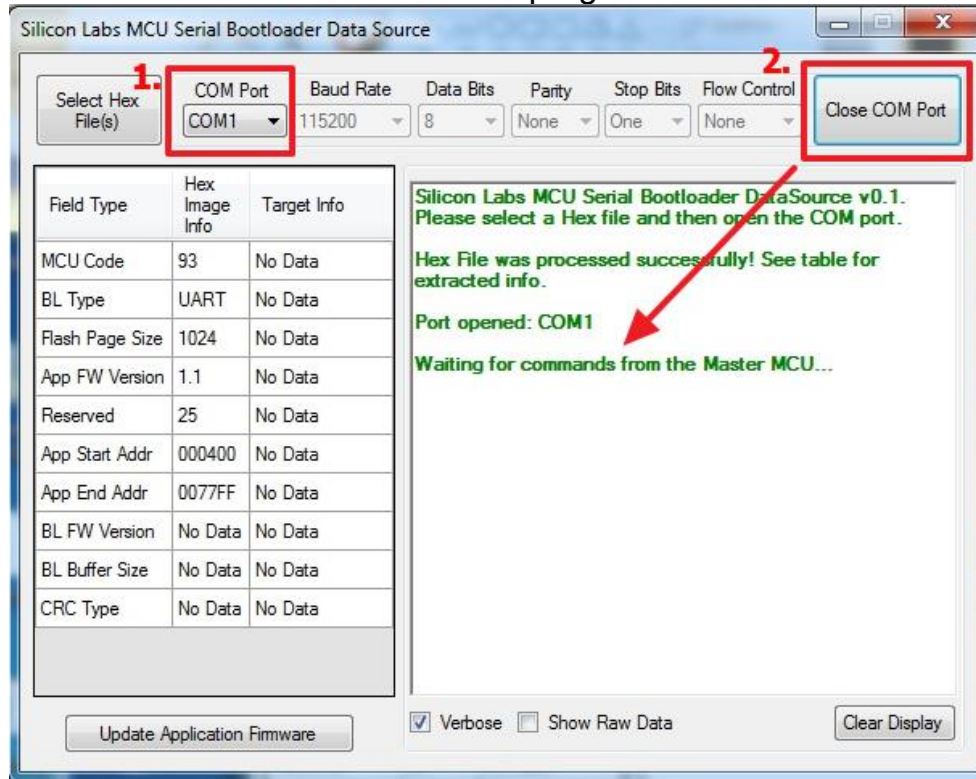 Silicon Labs MCU Serial Bootloader Data Source
1.
2.
Select Hex
File(s)
COM Port
COM1
Baud Rate
115200
Data Bits
8
Parity
None
Stop Bits
One
Flow Control
None
Close COM Port
Field Type Hex Image Info Target Info
MCU Code 93 No Data
BL Type UART No Data
Flash Page Size 1024 No Data
App FW Version 1.1 No Data
Reserved 25 No Data
App Start Addr 000400 No Data
App End Addr 0077FF No Data
BL FW Version No Data No Data
BL Buffer Size No Data No Data
CRC Type No Data No Data
Silicon Labs MCU Serial Bootloader DataSource v0.1.
Please select a Hex file and then open the COM port.
Hex File was processed successfully! See table for
extracted info.
Port opened: COM1
Waiting for commands from the Master MCU...
Update Application Firmware
Verbose
Show Raw Data
Clear Display